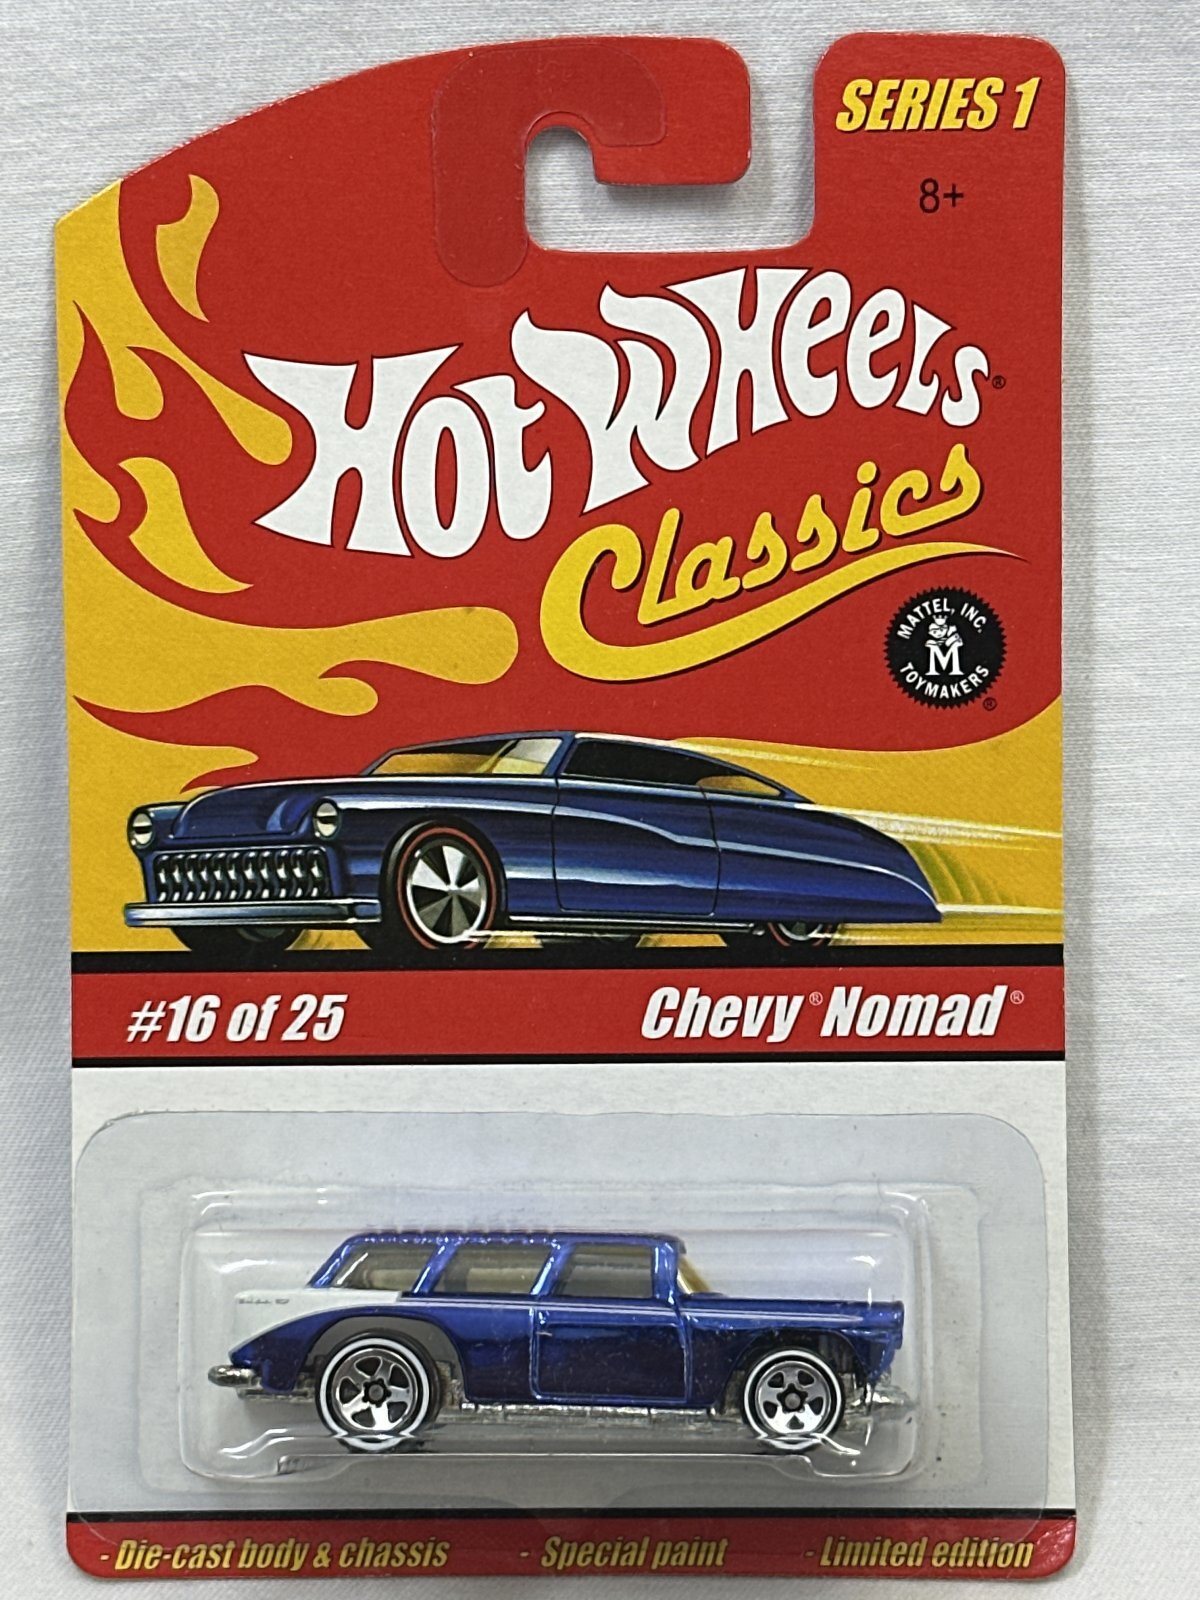 SERIES 1
8+
HOT WHEELS®
Classics
MATTEL, INC.
M
TOYMAKERS
®
#16 of 25
Chevy® Nomad®
- Die-cast body & chassis - Special paint - Limited edition